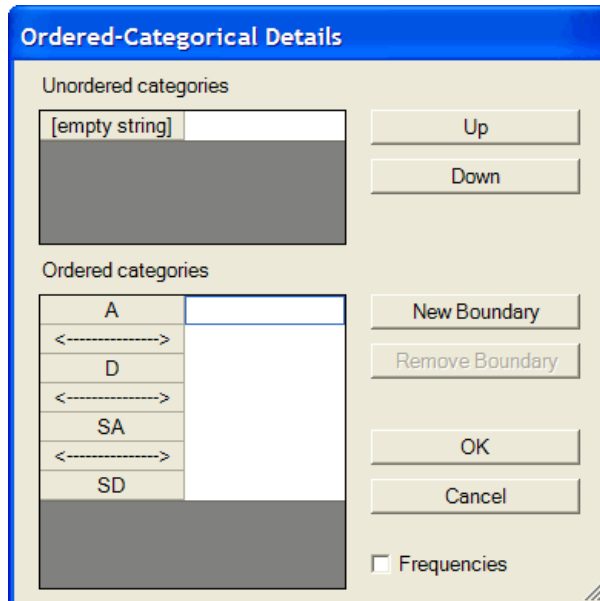 Ordered-Categorical Details
Unordered categories
[empty string]
Up
Down
Ordered categories
A
<--------------->
D
<--------------->
SA
<--------------->
SD
New Boundary
Remove Boundary
OK
Cancel
Frequencies